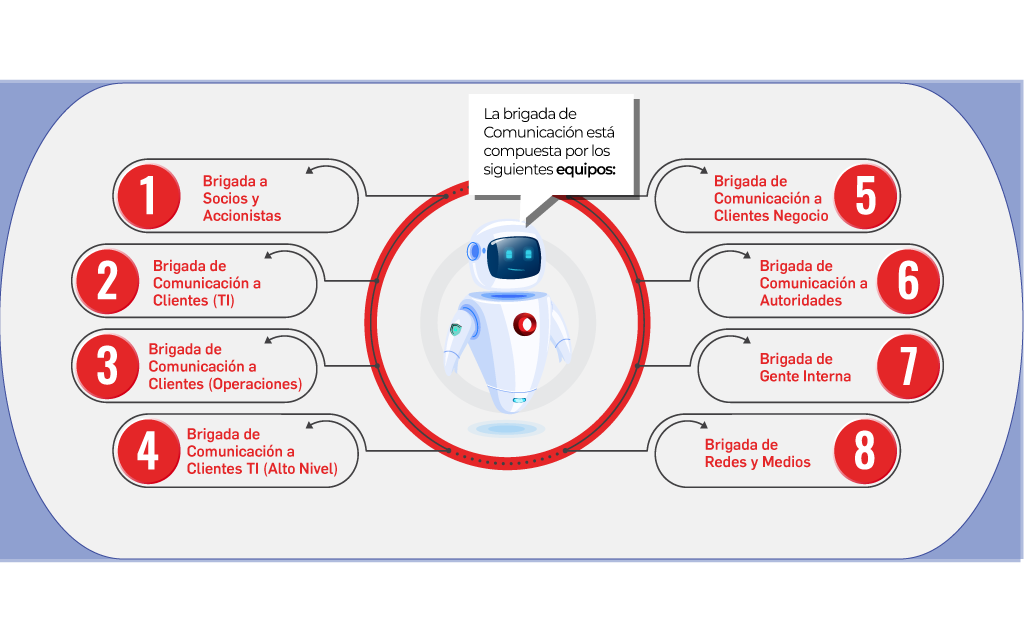 La brigada de
Comunicación está
compuesta por los
siguientes equipos:
1
Brigada a
Socios y
Accionistas
2
Brigada de
Comunicación a
Clientes (TI)
3
Brigada de
Comunicación a
Clientes (Operaciones)
4
Brigada de
Comunicación a
Clientes TI (Alto Nivel)
Brigada de
Comunicación a
Clientes Negocio
5
Brigada de
Comunicación a
Autoridades
6
Brigada de
Gente Interna
7
Brigada de
Redes y Medios
8